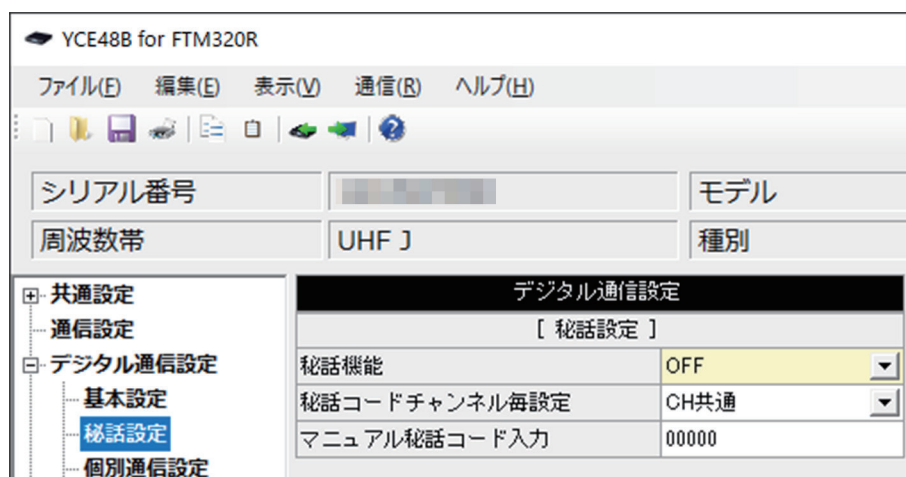 YCE48B for FTM320R
ファイル(F) 編集(E) 表示(V) 通信(R) ヘルプ(H)
シリアル番号 モデル
周波数帯 UHF J 種別
共通設定
通信設定
デジタル通信設定
基本設定
秘話設定
個別通信設定
デジタル通信設定
[ 秘話設定 ]
秘話機能 OFF
秘話コードチャンネル毎設定 CH共通
マニュアル秘話コード入力 00000